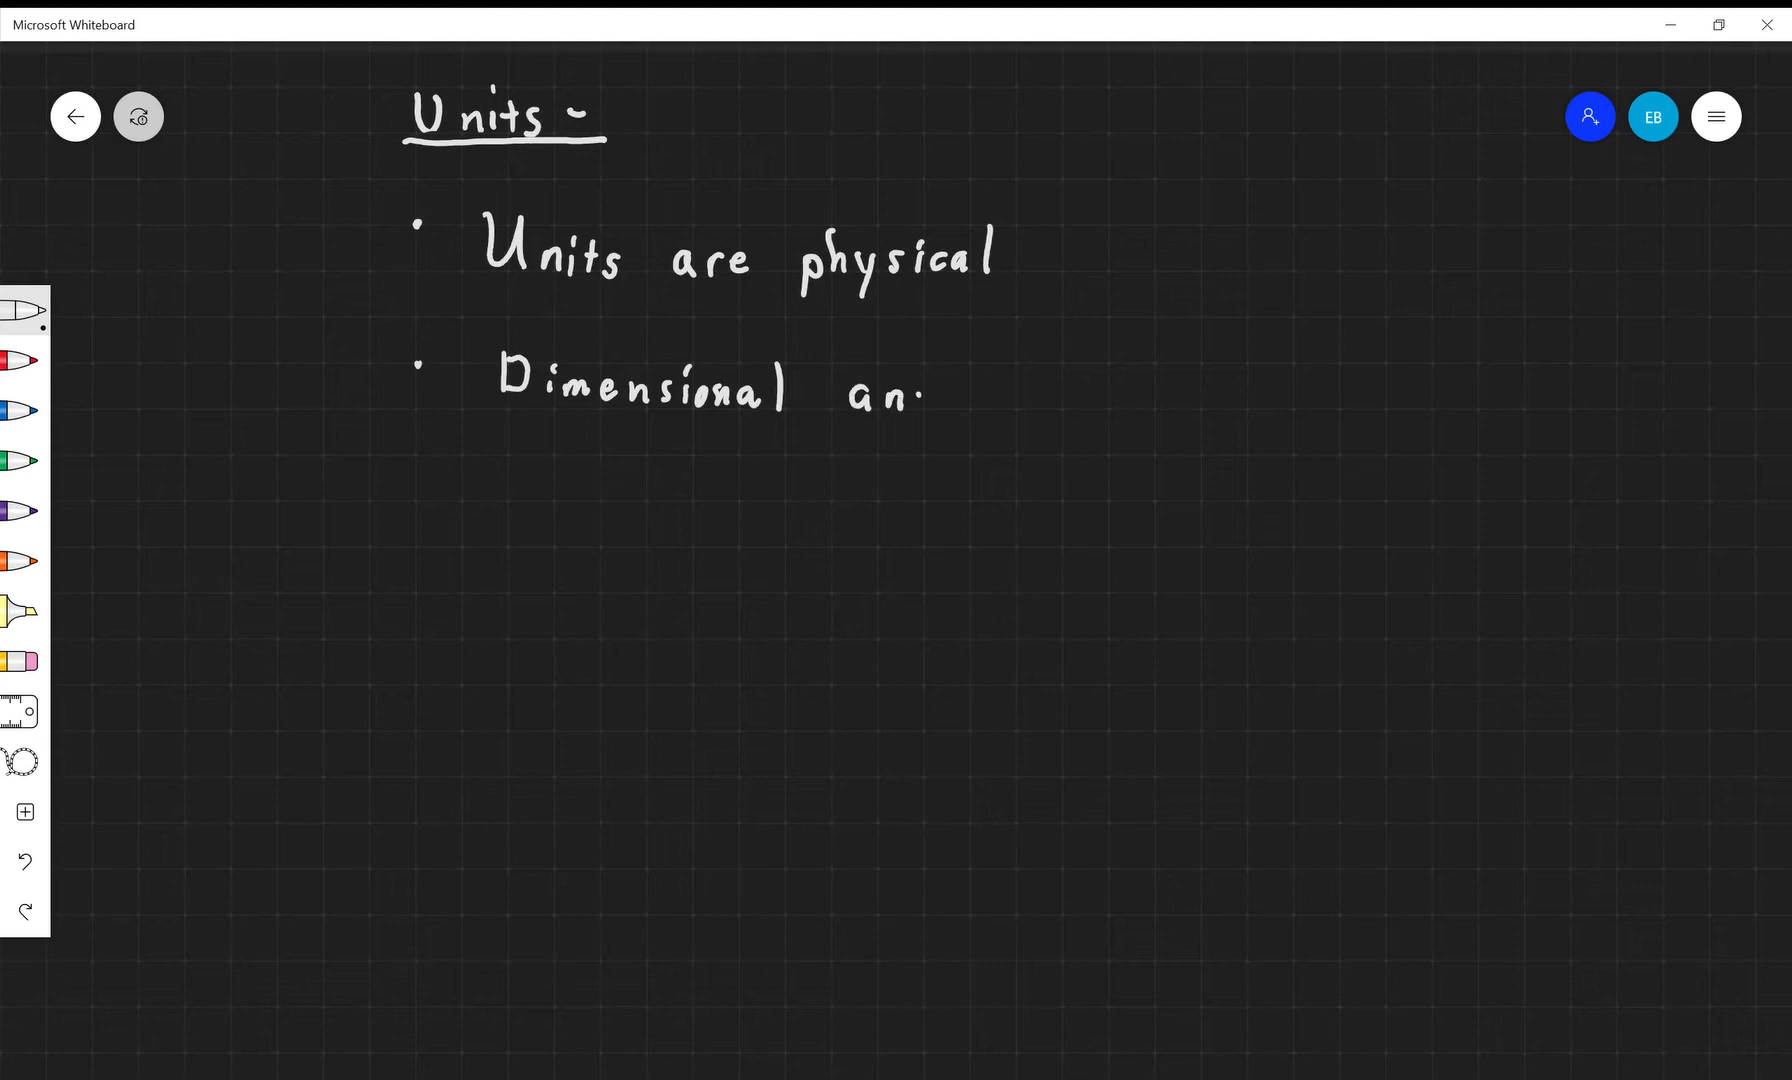 Microsoft Whiteboard
Units -
EB
• Units are physical
• Dimensional an